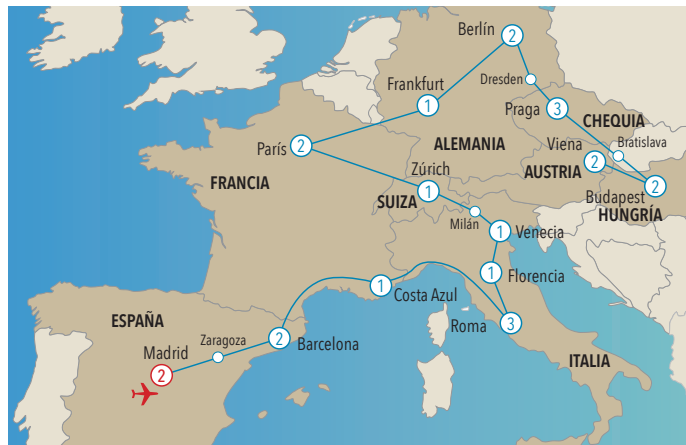 Berlín
2
Dresden
Frankfurt
1
Praga
3
CHEQUIA
París
2
ALEMANIA
Viena
2
Bratislava
FRANCIA
Zúrich
1
AUSTRIA
SUIZA
Budapest
2
HUNGRÍA
Milán
1
Venecia
1
Florencia
1
Costa Azul
ESPAÑA
Roma
3
Zaragoza
2
Barcelona
Madrid
2
ITALIA